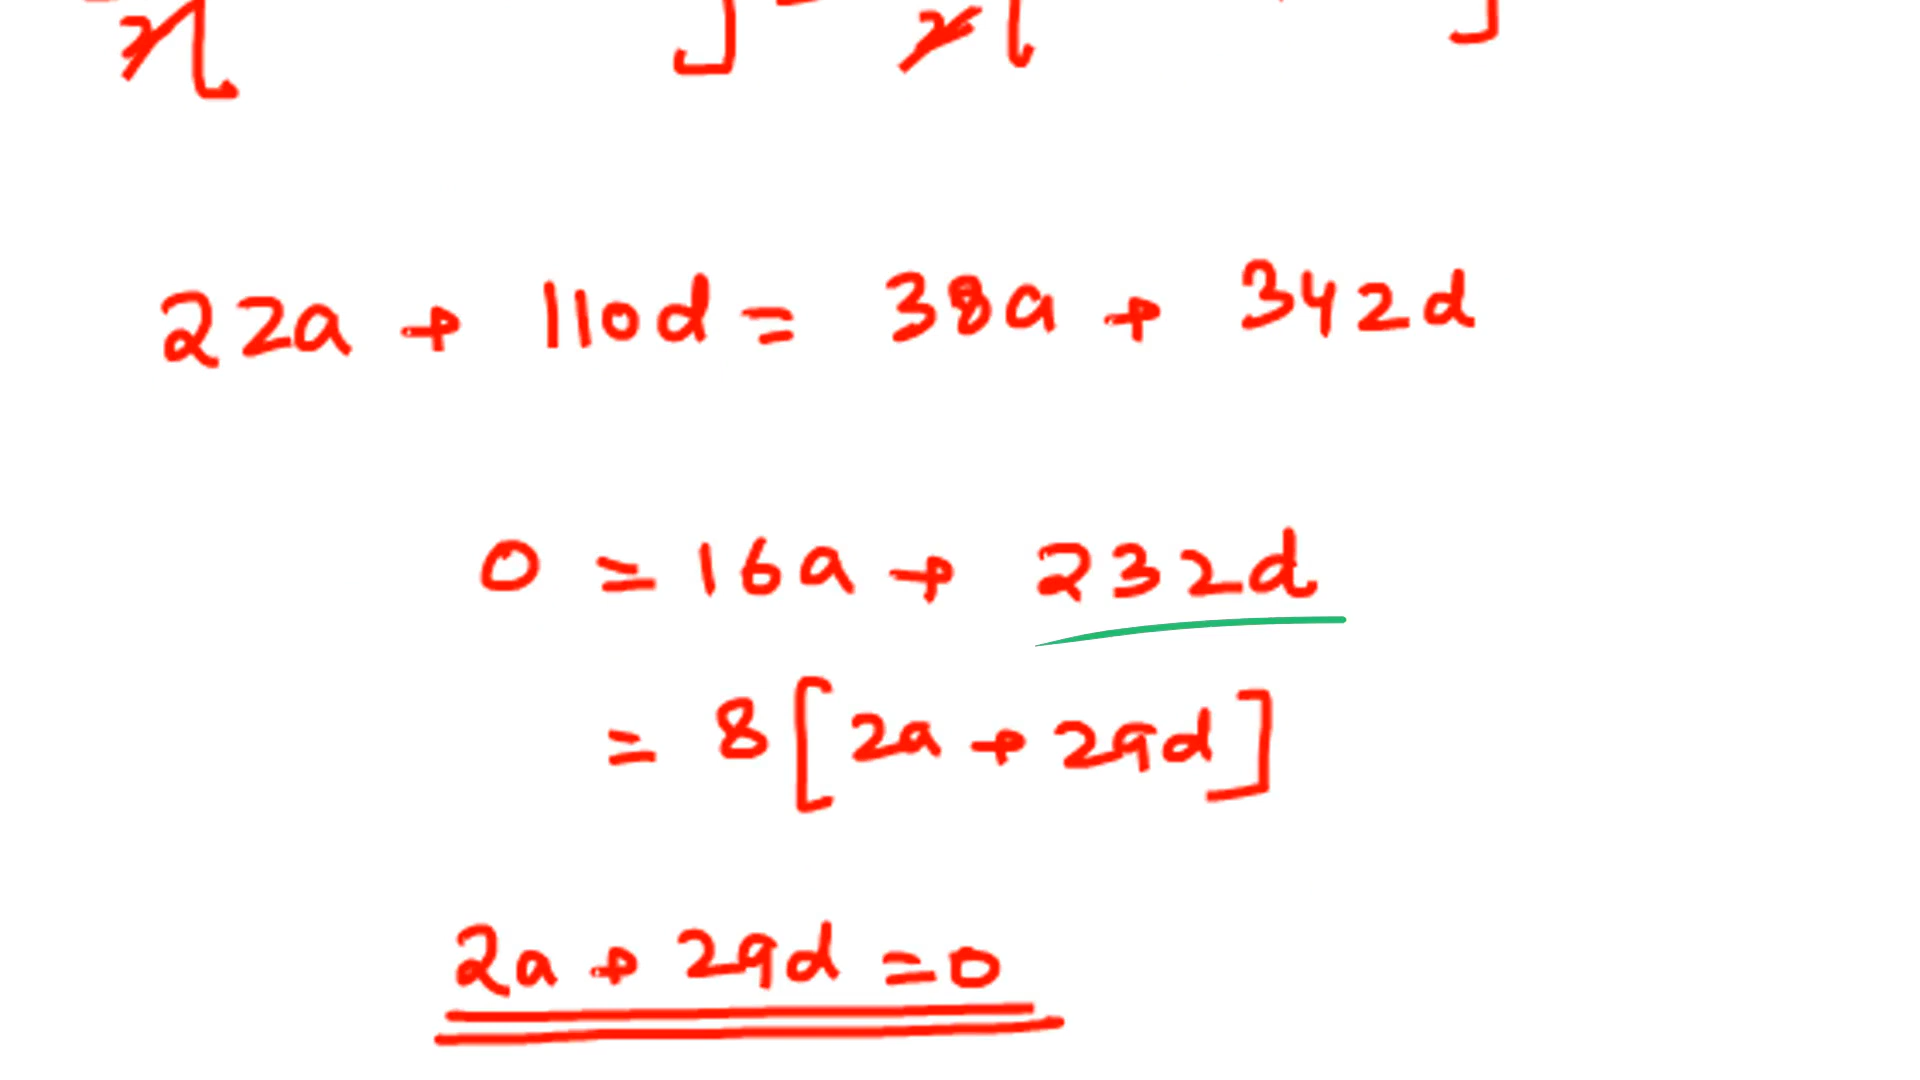 22a + 110d = 38a + 342d
0 = 16a + 232d
= 8[2a + 29d]
2a + 29d = 0